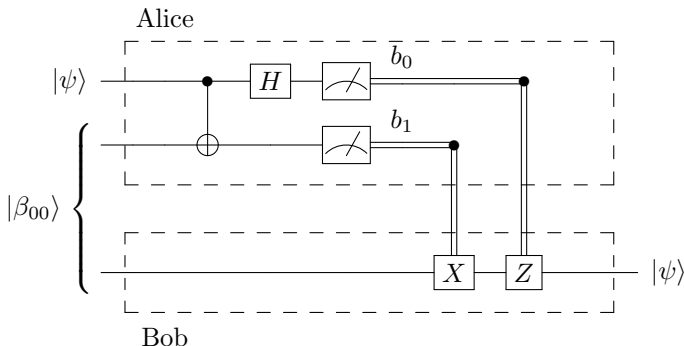 Alice
|ψ⟩ H b₀
b₁
|β₀₀⟩
X Z |ψ⟩
Bob